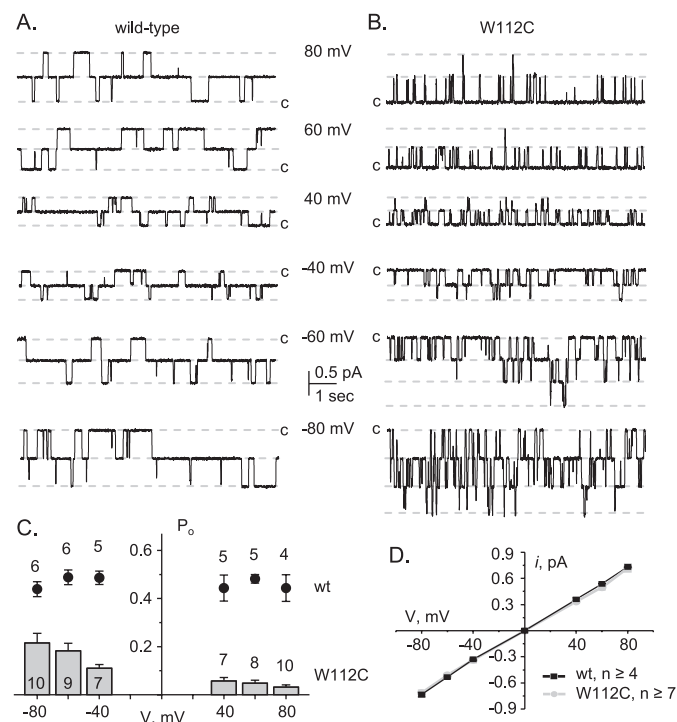 A.
wild-type
B.
W112C
80 mV
c
c
60 mV
c
c
40 mV
c
c
c
-40 mV
c
c
-60 mV
c
0.5 pA
1 sec
c
-80 mV
c
C.
Pₒ
6
6
5
0.6
5
5
4
wt
0.4
0.2
10
9
7
7
8
10
W112C
0.0
-80
-40
40
80
V, mV
D.
i, pA
0.9
0.6
0.3
V, mV
-80
-40
0
40
80
-0.3
-0.6
-0.9
wt, n ≥ 4
W112C, n ≥ 7